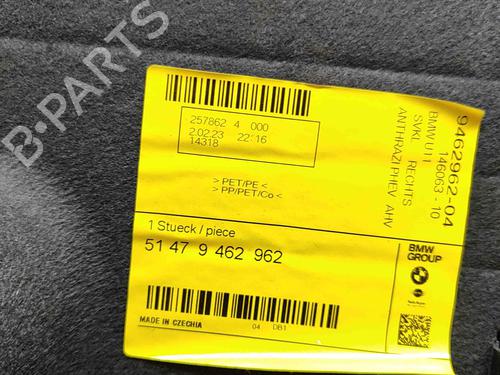 B-PARTS
257862 4 000
2.02.23 22:16
14318
> PET/PE <
> PP/PET/Co <
1 Stueck / piece
51 47 9 462 962
MADE IN CZECHIA
04 DB1
9462962-04
BMW U11 146063 - 10
SVKL RECHTS
ANTHRAZI PHEV AHV
BMW
GROUP